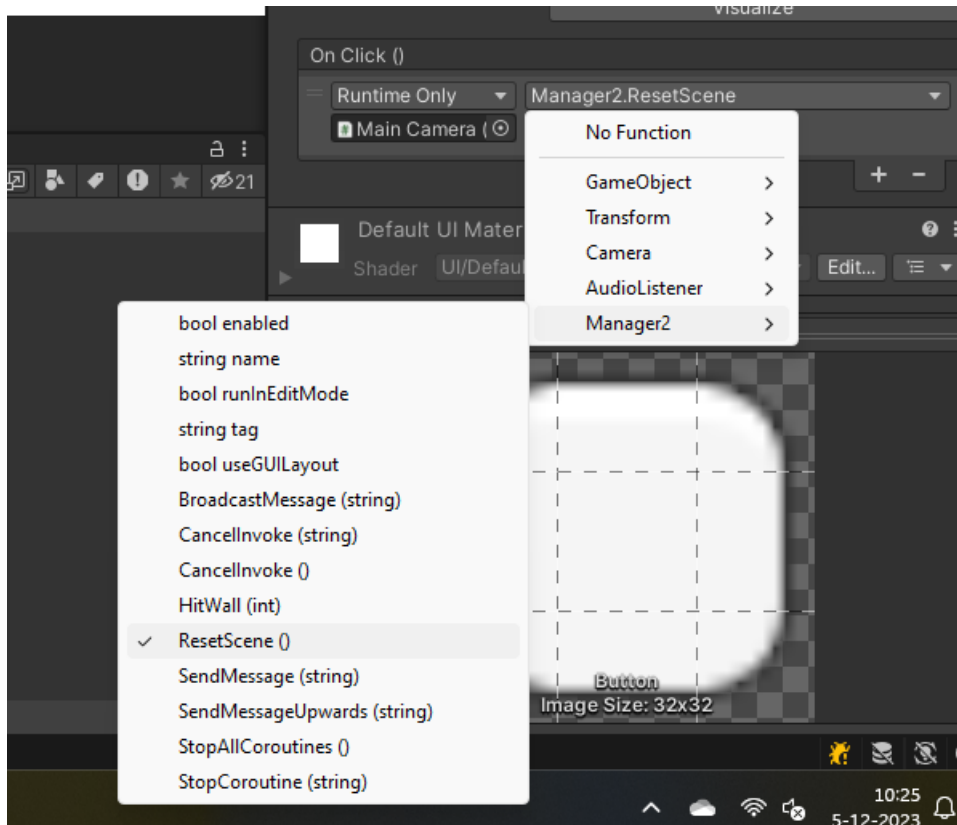 Visualize
On Click ()
Runtime Only
Manager2.ResetScene
Main Camera (
No Function
21
GameObject
Transform
Camera
AudioListener
Manager2
Default UI Mater
Shader
UI/Defau
Edit...
bool enabled
string name
bool runInEditMode
string tag
bool useGUILayout
BroadcastMessage (string)
CancelInvoke (string)
CancelInvoke ()
HitWall (int)
ResetScene ()
SendMessage (string)
SendMessageUpwards (string)
StopAllCoroutines ()
StopCoroutine (string)
Button
Image Size: 32x32
10:25
5-12-2023